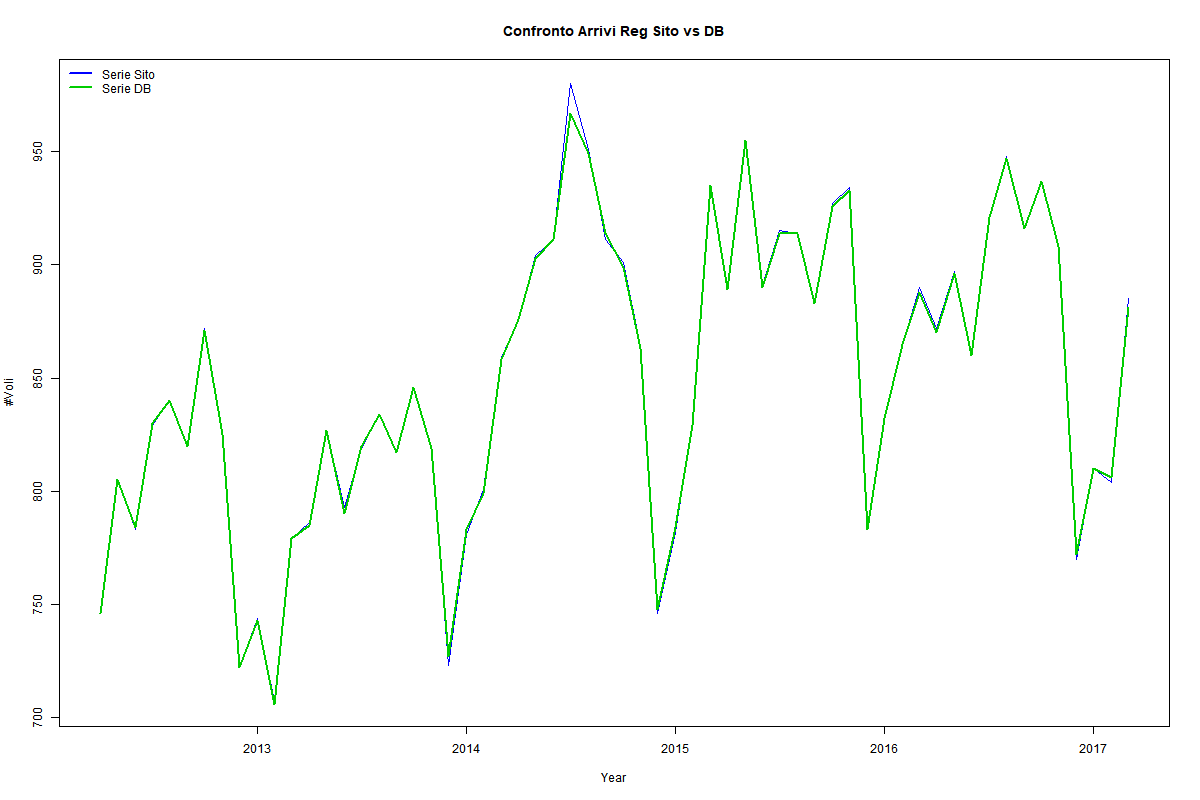 Confronto Arrivi Reg Sito vs DB
Serie Sito
Serie DB
#Voli
950
900
850
800
750
700
2013 2014 2015 2016 2017
Year